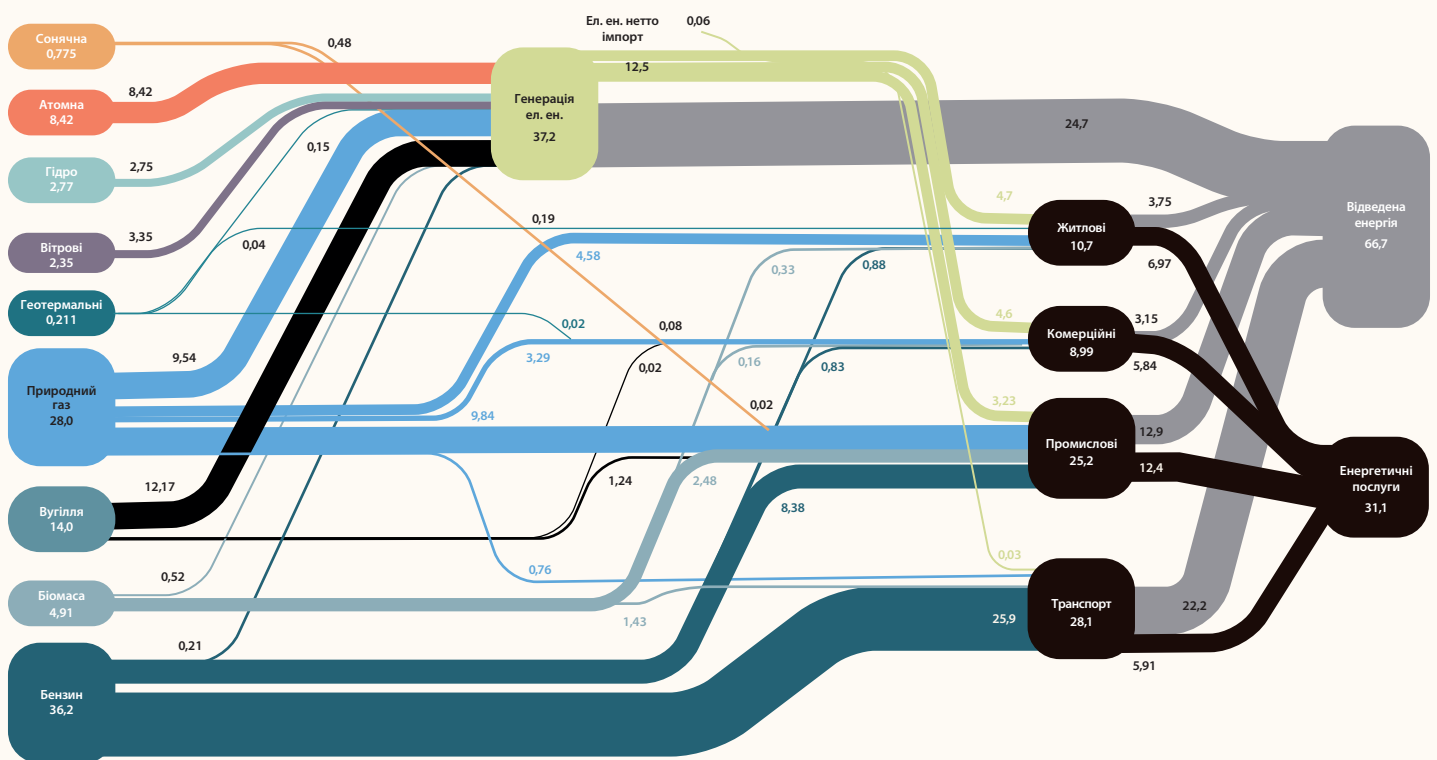 Сонячна
0,775
Атомна
8,42
Гідро
2,77
Вітрові
2,35
Геотермальні
0,211
Природний
газ
28,0
Вугілля
14,0
Біомаса
4,91
Бензин
36,2
0,48
8,42
2,75
3,35
0,15
0,04
9,54
12,17
0,52
0,21
Ел. ен. нетто
імпорт
0,06
12,5
Генерація
ел. ен.
37,2
24,7
0,19
4,58
0,33
0,88
0,02
0,08
3,29
0,02
0,16
0,83
9,84
0,02
1,24
2,48
8,38
0,76
1,43
25,9
4,7
4,6
3,23
0,03
Житлові
10,7
Комерційні
8,99
Промислові
25,2
Транспорт
28,1
3,75
6,97
3,15
5,84
12,9
12,4
22,2
5,91
Відведена
енергія
66,7
Енергетичні
послуги
31,1